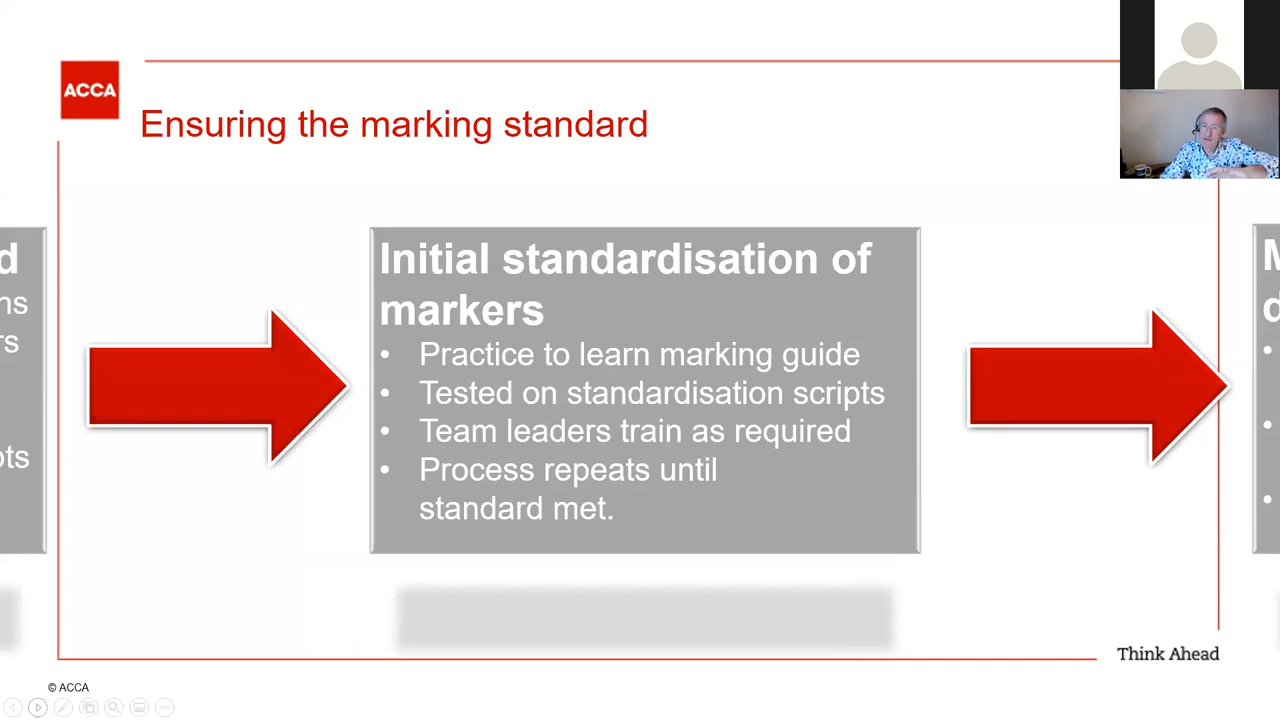 ACCA
Ensuring the marking standard
Initial standardisation of
markers
• Practice to learn marking guide
• Tested on standardisation scripts
• Team leaders train as required
• Process repeats until
standard met.
Think Ahead
© ACCA